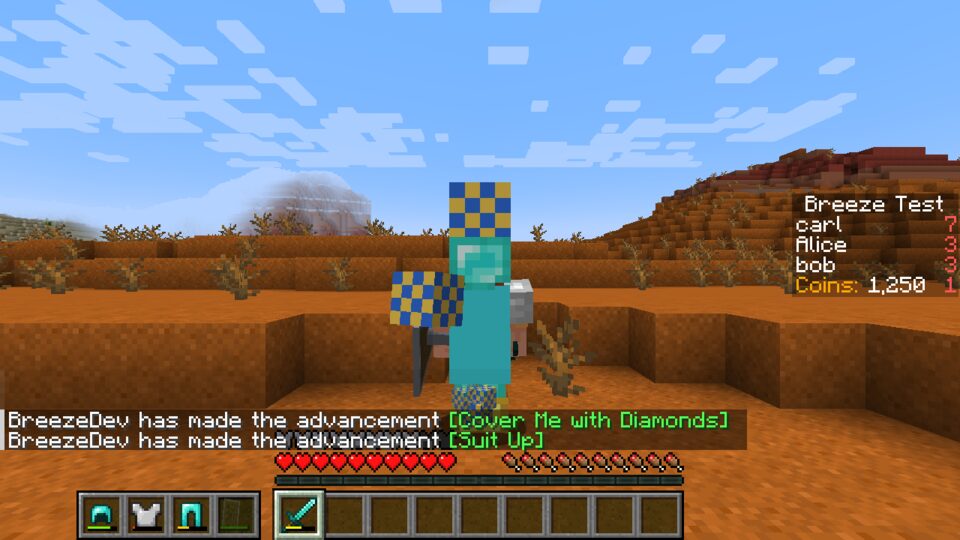 Breeze Test
carl 7
Alice 3
bob 3
Coins: 1,250 1
BreezeDev has made the advancement [Cover Me with Diamonds]
BreezeDev has made the advancement [Suit Up]